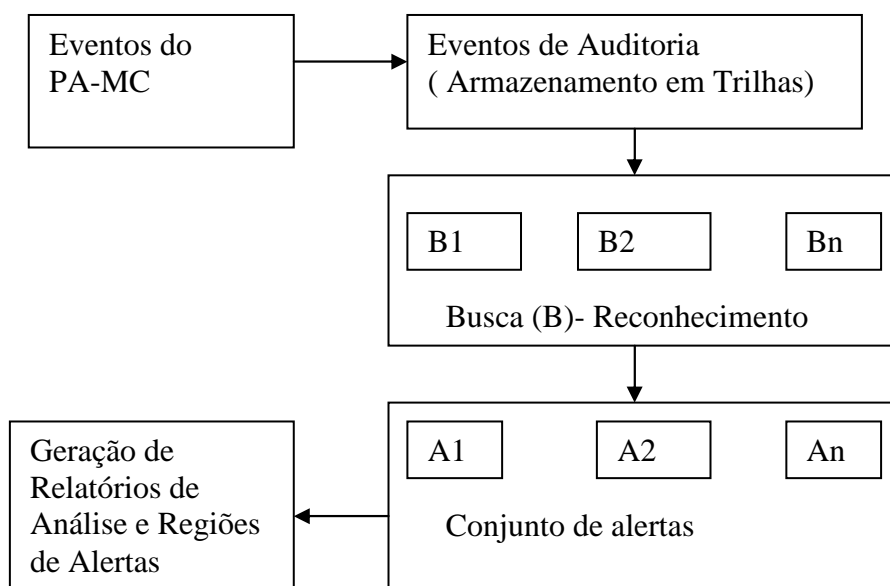 Eventos do
PA-MC
Eventos de Auditoria
( Armazenamento em Trilhas)
B1
B2
Bn
Busca (B)- Reconhecimento
A1
A2
An
Conjunto de alertas
Geração de
Relatórios de
Análise e Regiões
de Alertas